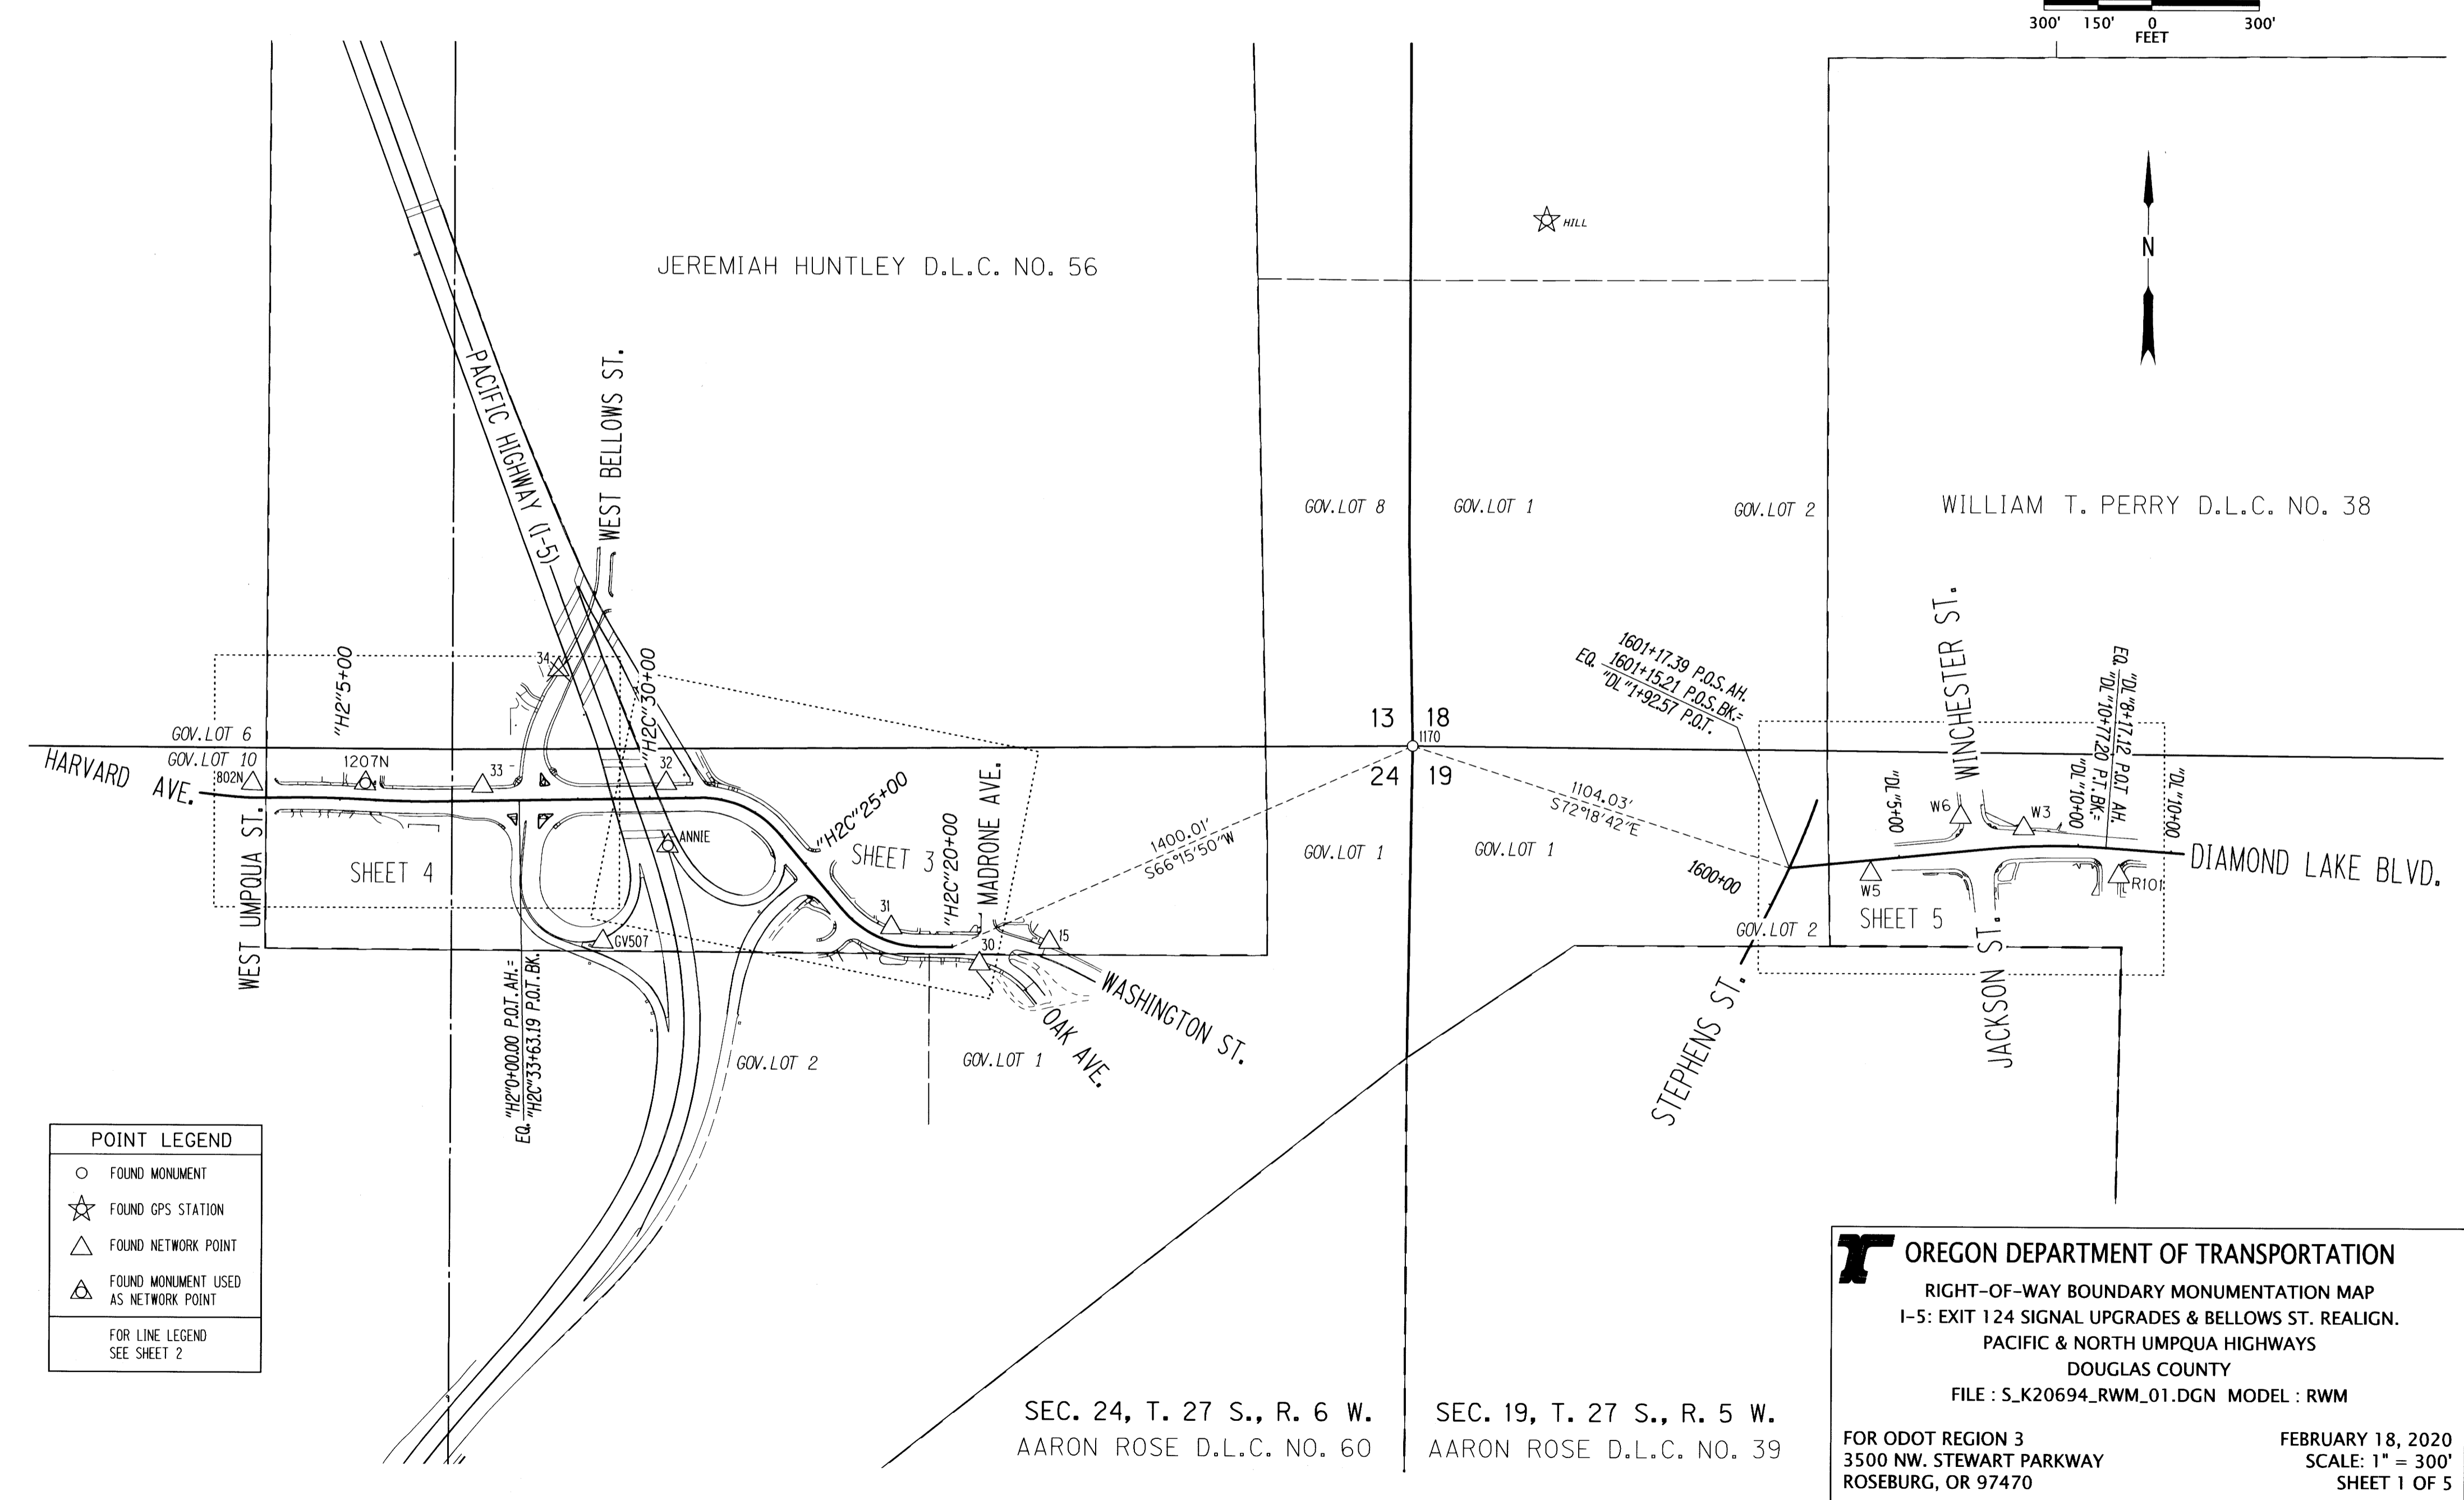 300' 150' 0 300'
FEET
JEREMIAH HUNTLEY D.L.C. NO. 56
HILL
N
PACIFIC HIGHWAY (I-5)
WEST BELLOWS ST.
GOV. LOT 8
GOV. LOT 1
GOV. LOT 2
WILLIAM T. PERRY D.L.C. NO. 38
34
"H2"5+00
"H2C"30+00
GOV. LOT 6
GOV. LOT 10
HARVARD AVE.
802N
1207N
33
32
ANNIE
"H2C"25+00
SHEET 3
"H2C"20+00
MADRONE AVE.
SHEET 4
WEST UMPQUA ST.
31
30
15
GV507
WASHINGTON ST.
OAK AVE.
GOV. LOT 2
GOV. LOT 1
"H2"0+00.00 P.O.T. AH.=
EQ. "H2C"33+63.19 P.O.T. BK.
13 18
1170
24 19
1400.01'
S66°15'50"W
1104.03'
S72°18'42"E
GOV. LOT 1
GOV. LOT 1
1601+17.39 P.O.S. AH.
EQ. 1601+15.21 P.O.S. BK.=
"DL"1+92.57 P.O.T.
1600+00
GOV. LOT 2
STEPHENS ST.
"DL"5+00
WINCHESTER ST.
W6
W3
W5
SHEET 5
JACKSON ST.
EQ. "DL"8+17.12 P.O.T. AH.
"DL"10+77.20 P.T. BK.=
"DL"10+00
"DL"10+00
R101
DIAMOND LAKE BLVD.
POINT LEGEND
FOUND MONUMENT
FOUND GPS STATION
FOUND NETWORK POINT
FOUND MONUMENT USED
AS NETWORK POINT
FOR LINE LEGEND
SEE SHEET 2
SEC. 24, T. 27 S., R. 6 W.
AARON ROSE D.L.C. NO. 60
SEC. 19, T. 27 S., R. 5 W.
AARON ROSE D.L.C. NO. 39
OREGON DEPARTMENT OF TRANSPORTATION
RIGHT-OF-WAY BOUNDARY MONUMENTATION MAP
I-5: EXIT 124 SIGNAL UPGRADES & BELLOWS ST. REALIGN.
PACIFIC & NORTH UMPQUA HIGHWAYS
DOUGLAS COUNTY
FILE : S_K20694_RWM_01.DGN MODEL : RWM
FOR ODOT REGION 3
3500 NW. STEWART PARKWAY
ROSEBURG, OR 97470
FEBRUARY 18, 2020
SCALE: 1" = 300'
SHEET 1 OF 5